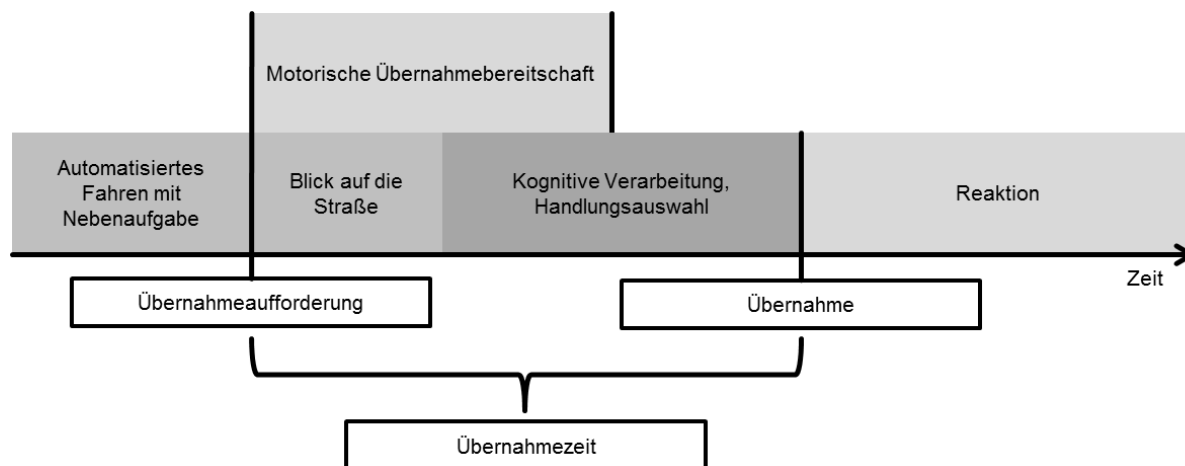 Motorische Übernahmebereitschaft
Automatisiertes
Fahren mit
Nebenaufgabe
Blick auf die
Straße
Kognitive Verarbeitung,
Handlungsauswahl
Reaktion
Zeit
Übernahmeaufforderung
Übernahme
Übernahmezeit